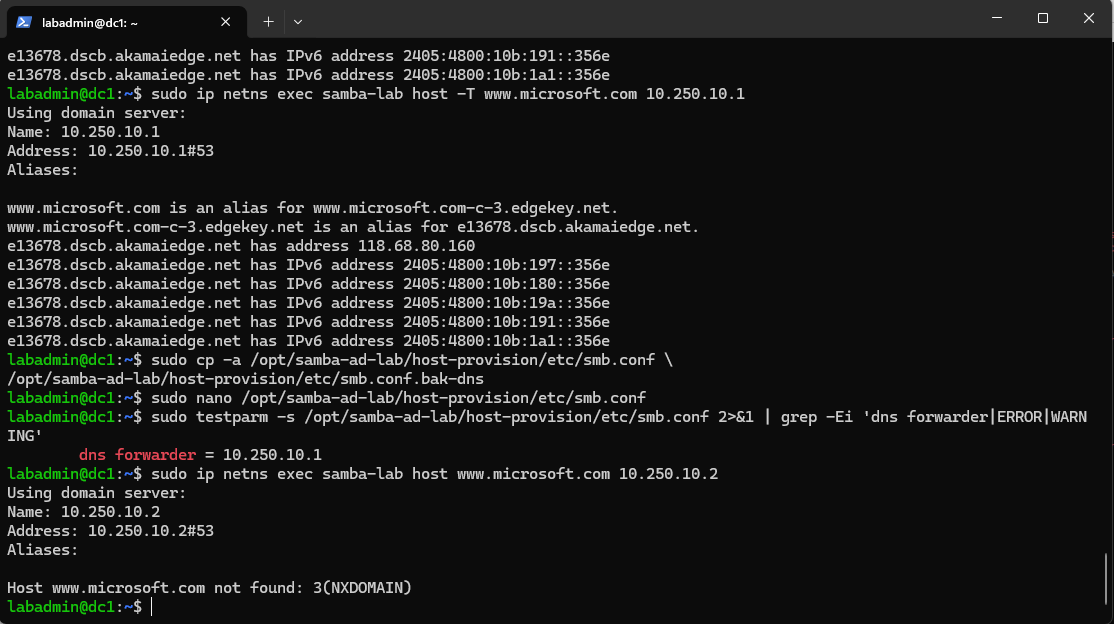 labadmin@dc1: ~
e13678.dscb.akamaiedge.net has IPv6 address 2405:4800:10b:191::356e
e13678.dscb.akamaiedge.net has IPv6 address 2405:4800:10b:1a1::356e
labadmin@dc1:~$ sudo ip netns exec samba-lab host -T www.microsoft.com 10.250.10.1
Using domain server:
Name: 10.250.10.1
Address: 10.250.10.1#53
Aliases:
www.microsoft.com is an alias for www.microsoft.com-c-3.edgekey.net.
www.microsoft.com-c-3.edgekey.net is an alias for e13678.dscb.akamaiedge.net.
e13678.dscb.akamaiedge.net has address 118.68.80.160
e13678.dscb.akamaiedge.net has IPv6 address 2405:4800:10b:197::356e
e13678.dscb.akamaiedge.net has IPv6 address 2405:4800:10b:180::356e
e13678.dscb.akamaiedge.net has IPv6 address 2405:4800:10b:19a::356e
e13678.dscb.akamaiedge.net has IPv6 address 2405:4800:10b:191::356e
e13678.dscb.akamaiedge.net has IPv6 address 2405:4800:10b:1a1::356e
labadmin@dc1:~$ sudo cp -a /opt/samba-ad-lab/host-provision/etc/smb.conf \
/opt/samba-ad-lab/host-provision/etc/smb.conf.bak-dns
labadmin@dc1:~$ sudo nano /opt/samba-ad-lab/host-provision/etc/smb.conf
labadmin@dc1:~$ sudo testparm -s /opt/samba-ad-lab/host-provision/etc/smb.conf 2>&1 | grep -Ei 'dns forwarder|ERROR|WARN
ING'
dns forwarder = 10.250.10.1
labadmin@dc1:~$ sudo ip netns exec samba-lab host www.microsoft.com 10.250.10.2
Using domain server:
Name: 10.250.10.2
Address: 10.250.10.2#53
Aliases:
Host www.microsoft.com not found: 3(NXDOMAIN)
labadmin@dc1:~$